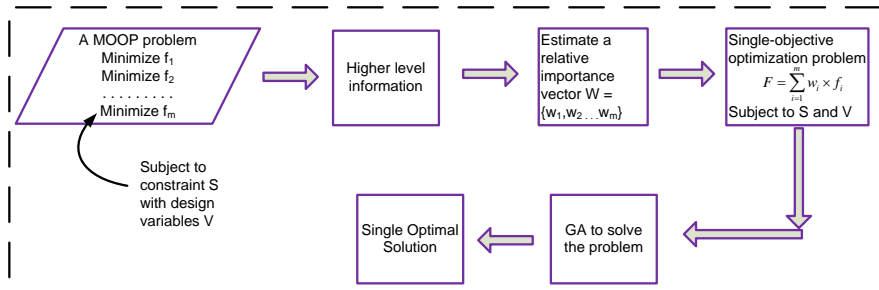 A MOOP problem
Minimize f₁
Minimize f₂
. . . . . . . . .
Minimize fₘ
Subject to
constraint S
with design
variables V
Higher level
information
Estimate a
relative
importance
vector W =
{w₁,w₂ . . . wₘ}
Single-objective
optimization problem
F = ∑ᵢ₌₁ᵐ wᵢ × fᵢ
Subject to S and V
GA to solve
the problem
Single Optimal
Solution